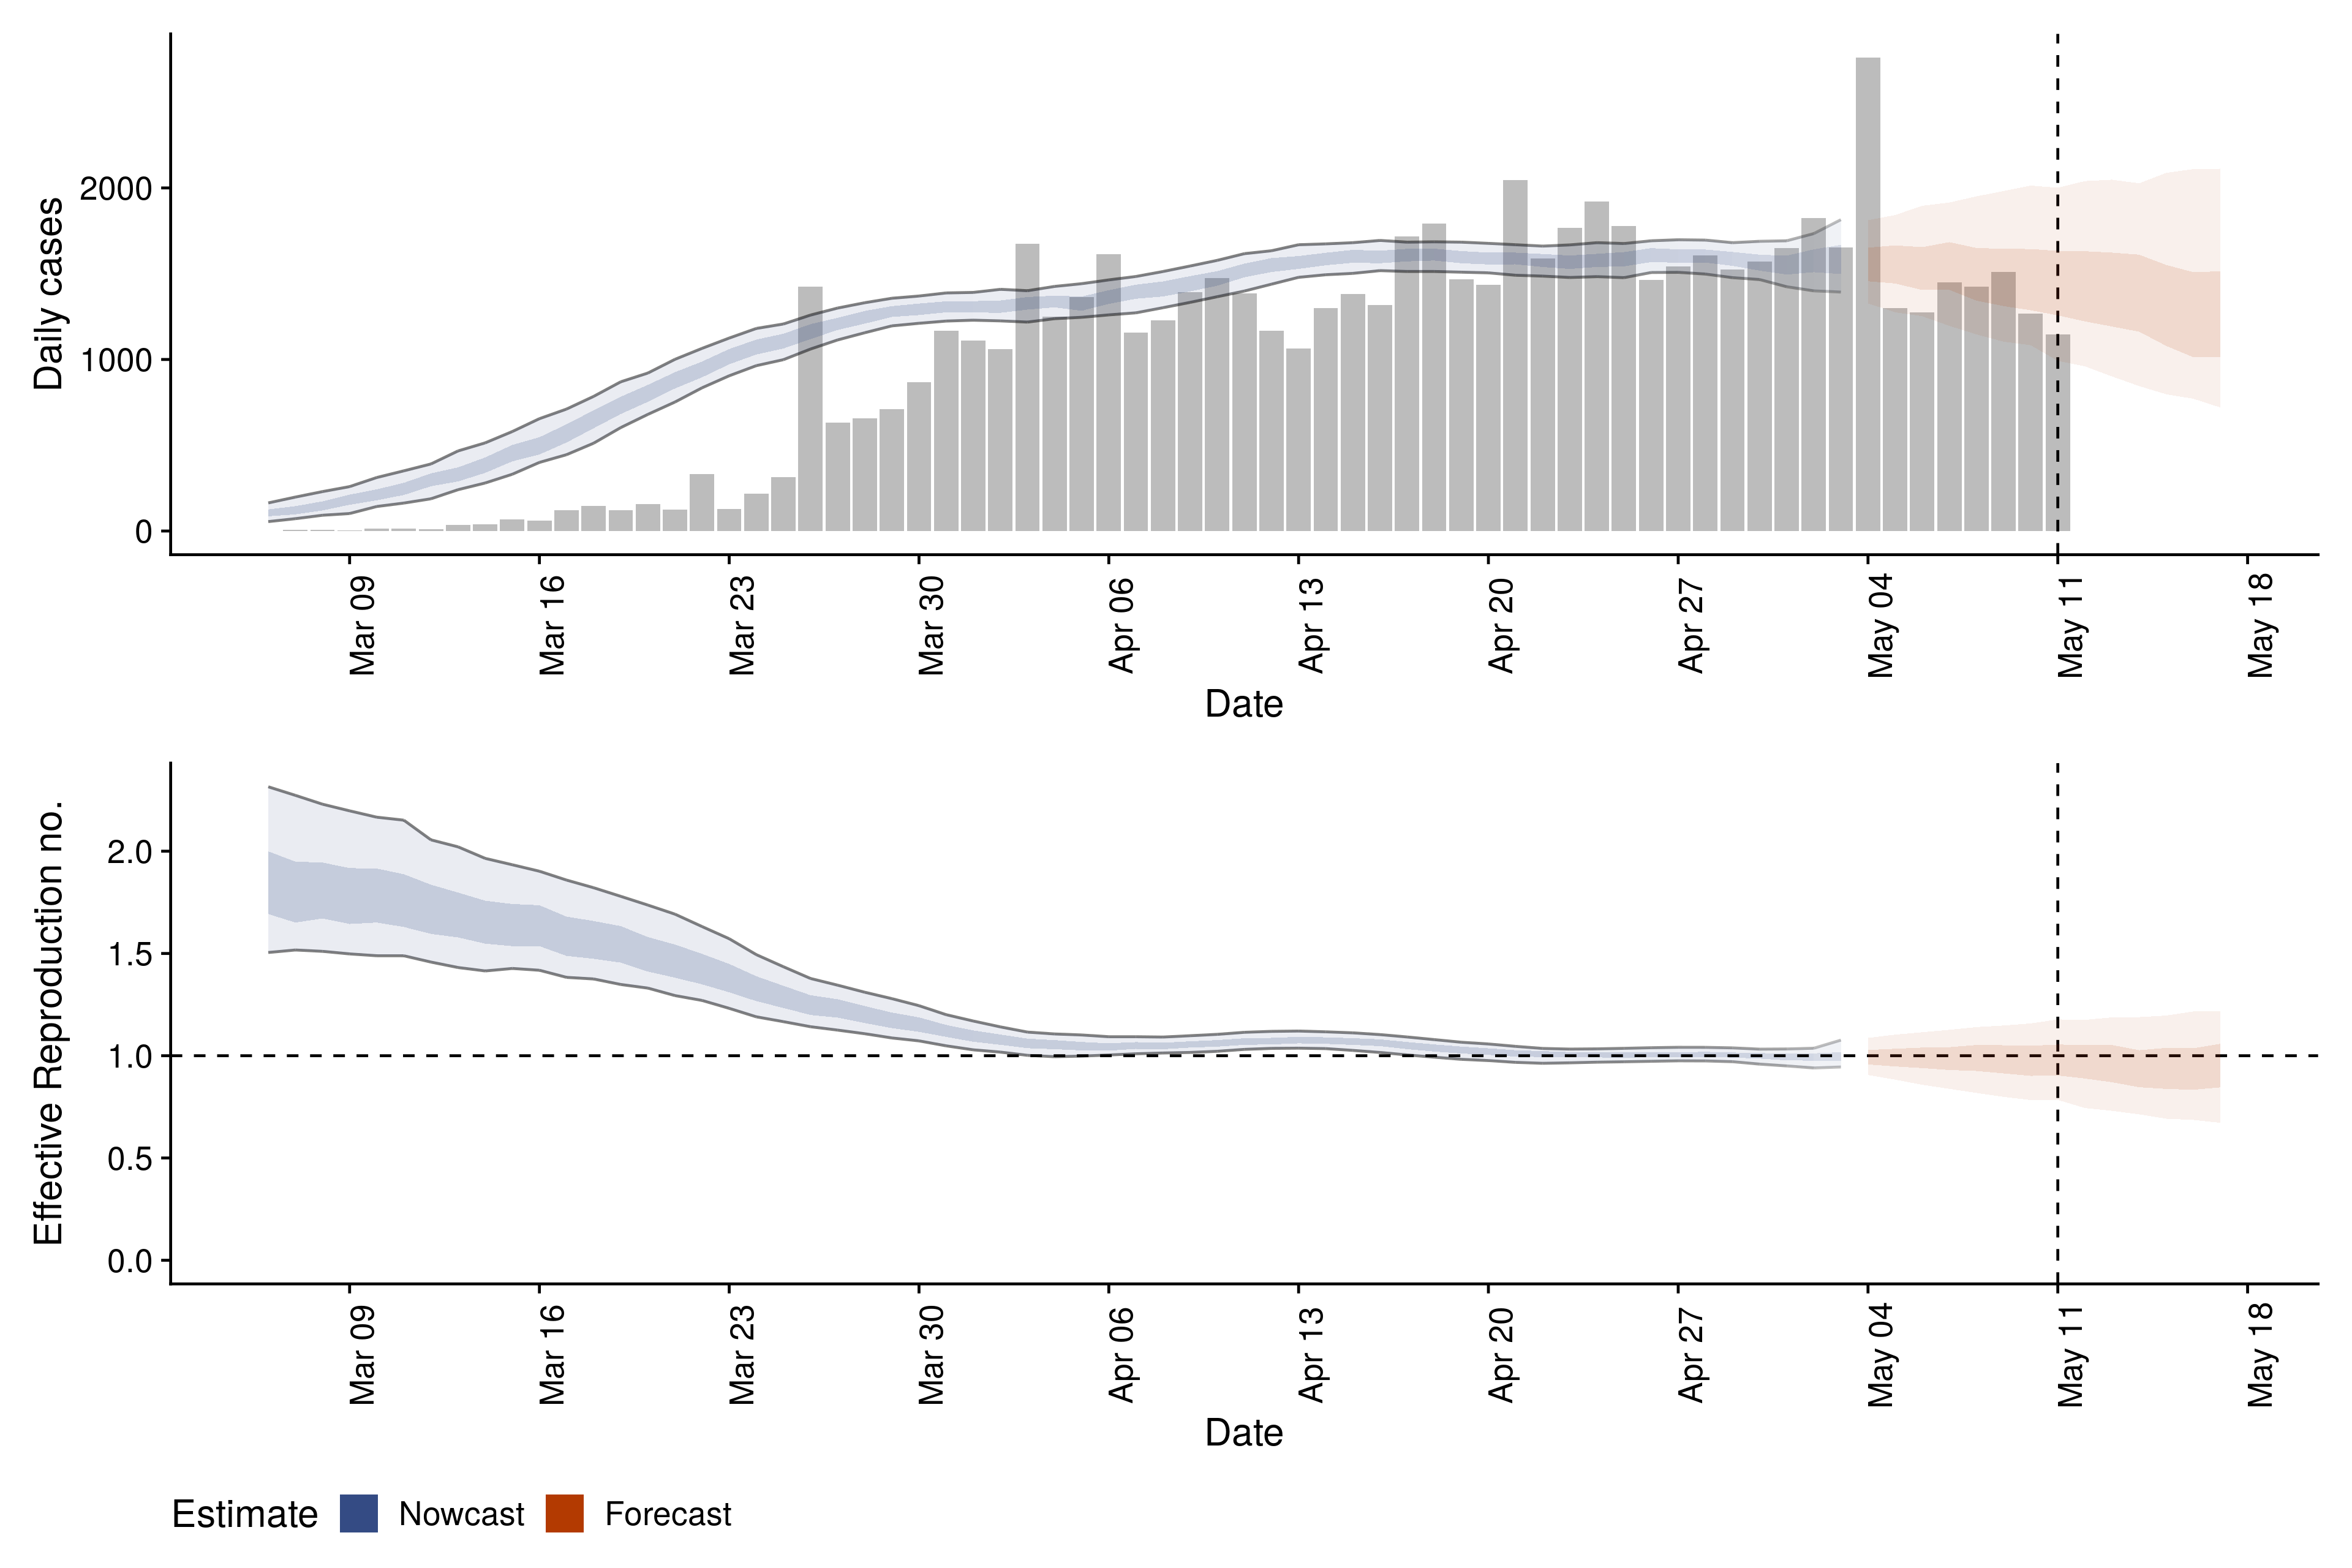 Daily cases
2000
1000
0
Mar 09
Mar 16
Mar 23
Mar 30
Apr 06
Apr 13
Apr 20
Apr 27
May 04
May 11
May 18
Date
Effective Reproduction no.
2.0
1.5
1.0
0.5
0.0
Mar 09
Mar 16
Mar 23
Mar 30
Apr 06
Apr 13
Apr 20
Apr 27
May 04
May 11
May 18
Date
Estimate Nowcast Forecast